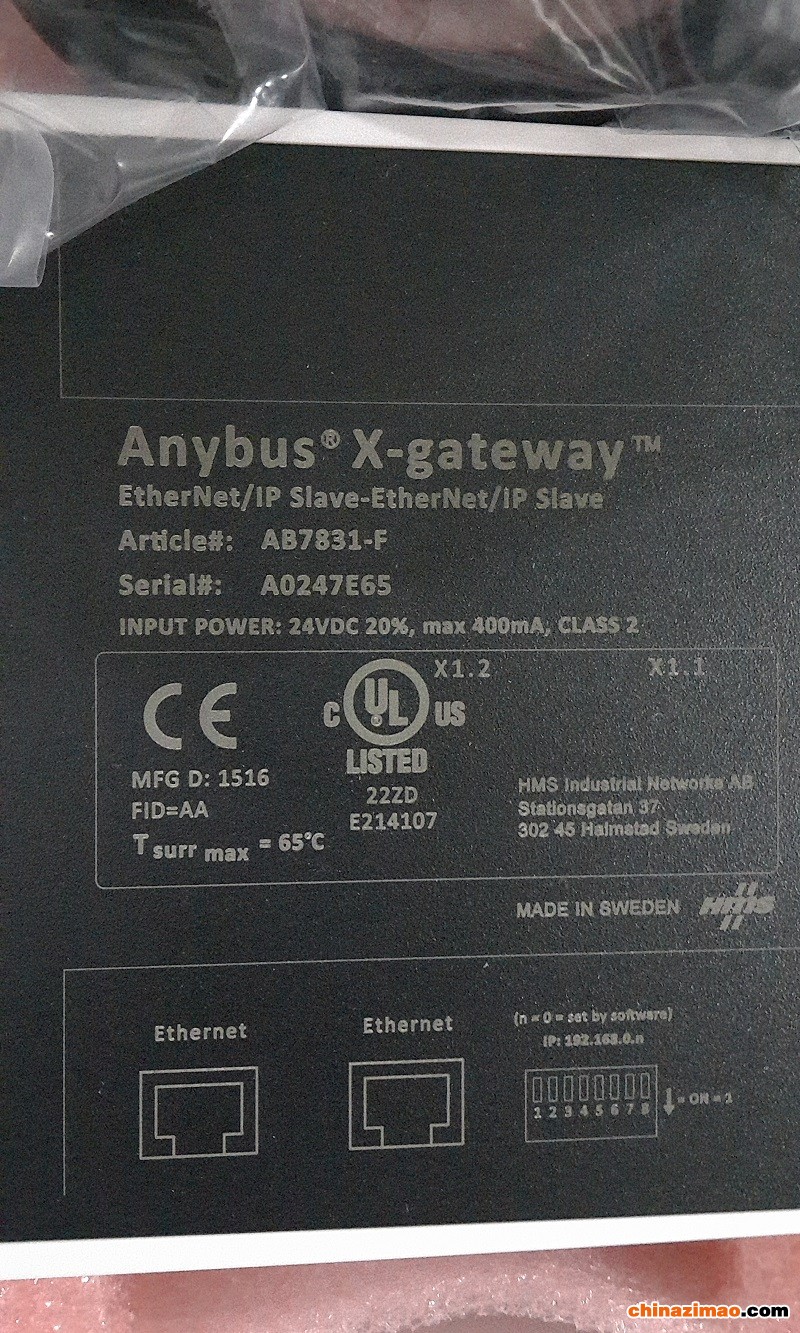 Anybus® X-gateway™
EtherNet/IP Slave-EtherNet/IP Slave
Article#: AB7831-F
Serial#: A0247E65
INPUT POWER: 24VDC 20%, max 400mA, CLASS 2
X1.2 X1.1
CE
C UL® US
LISTED
22ZD
E214107
MFG D: 1516
FID=AA
Tsurr max = 65°C
HMS Industrial Networks AB
Stationsgatan 37
302 45 Halmstad Sweden
MADE IN SWEDEN HMS
Ethernet
Ethernet
(n = 0 = set by software)
IP: 192.168.0.n
1 2 3 4 5 6 7 8
= ON = 1
chinazimao.com